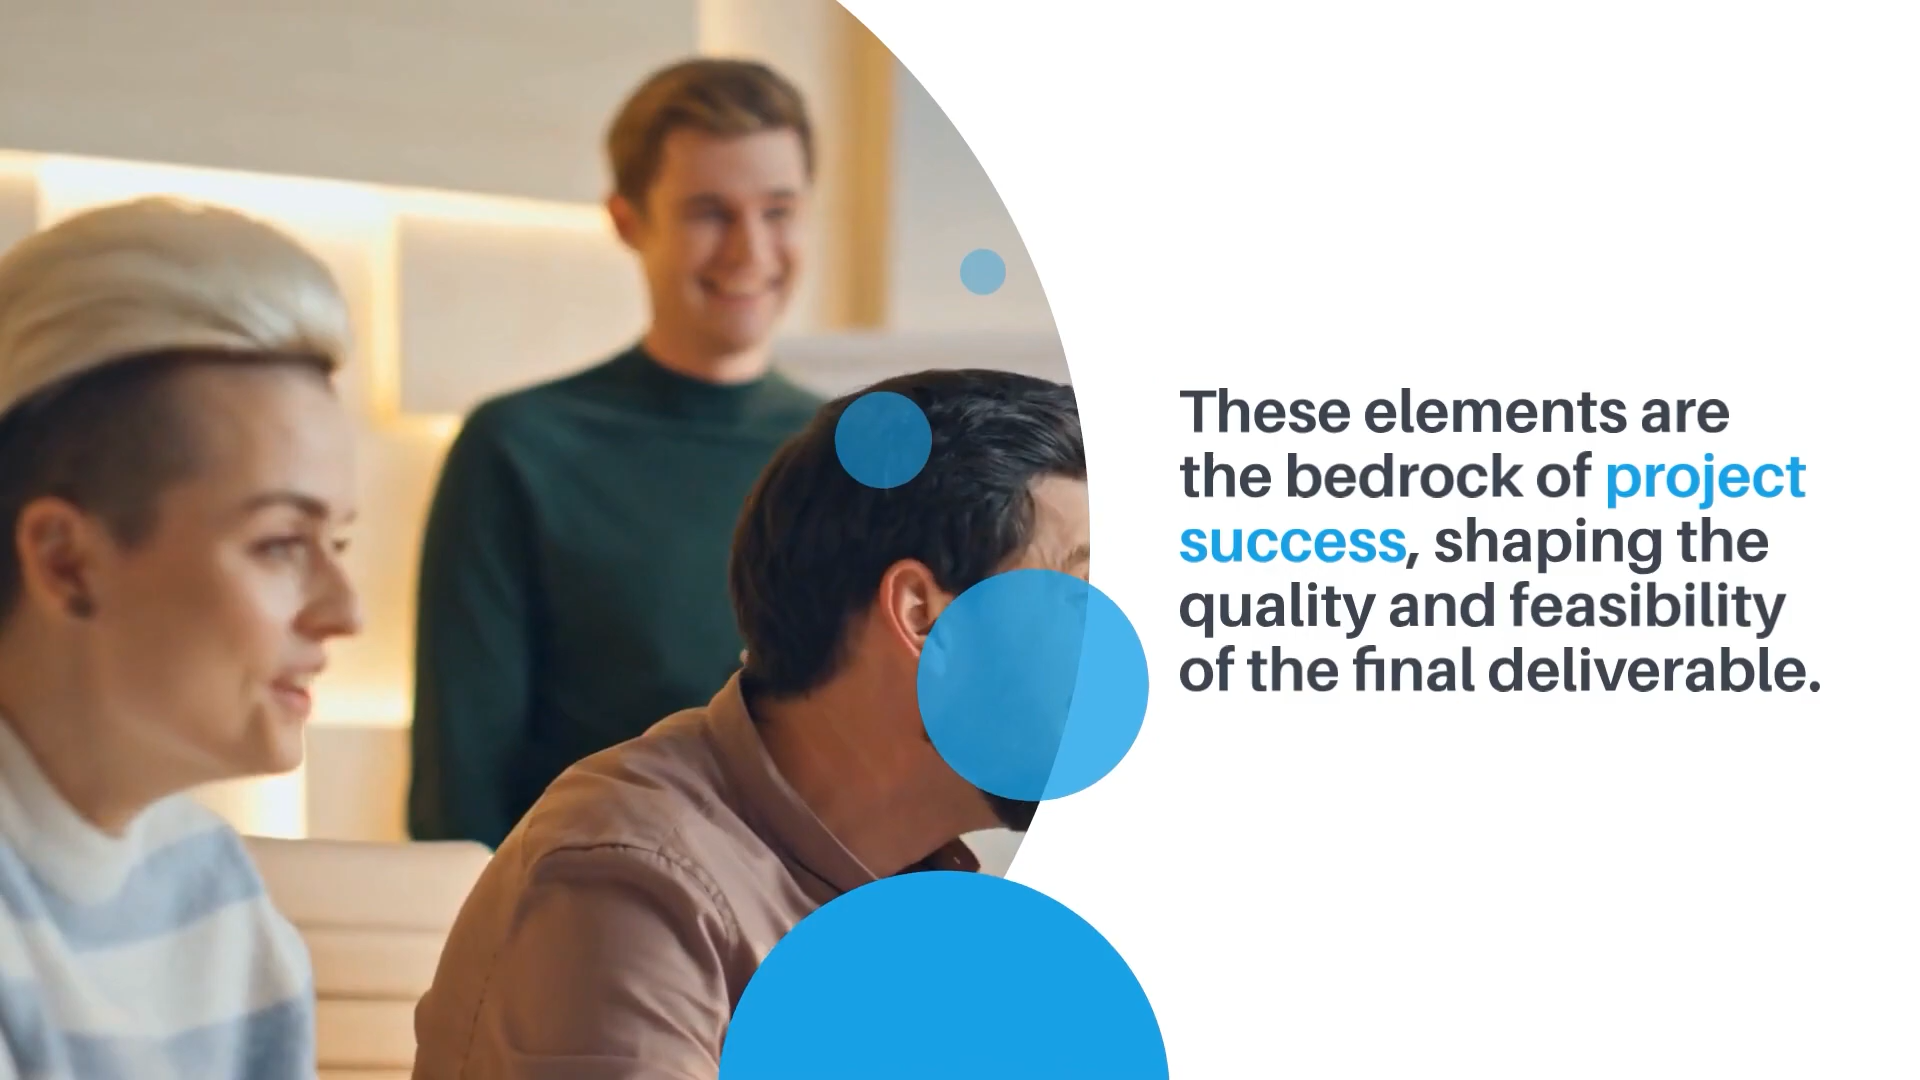 These elements are
the bedrock of project
success, shaping the
quality and feasibility
of the final deliverable.